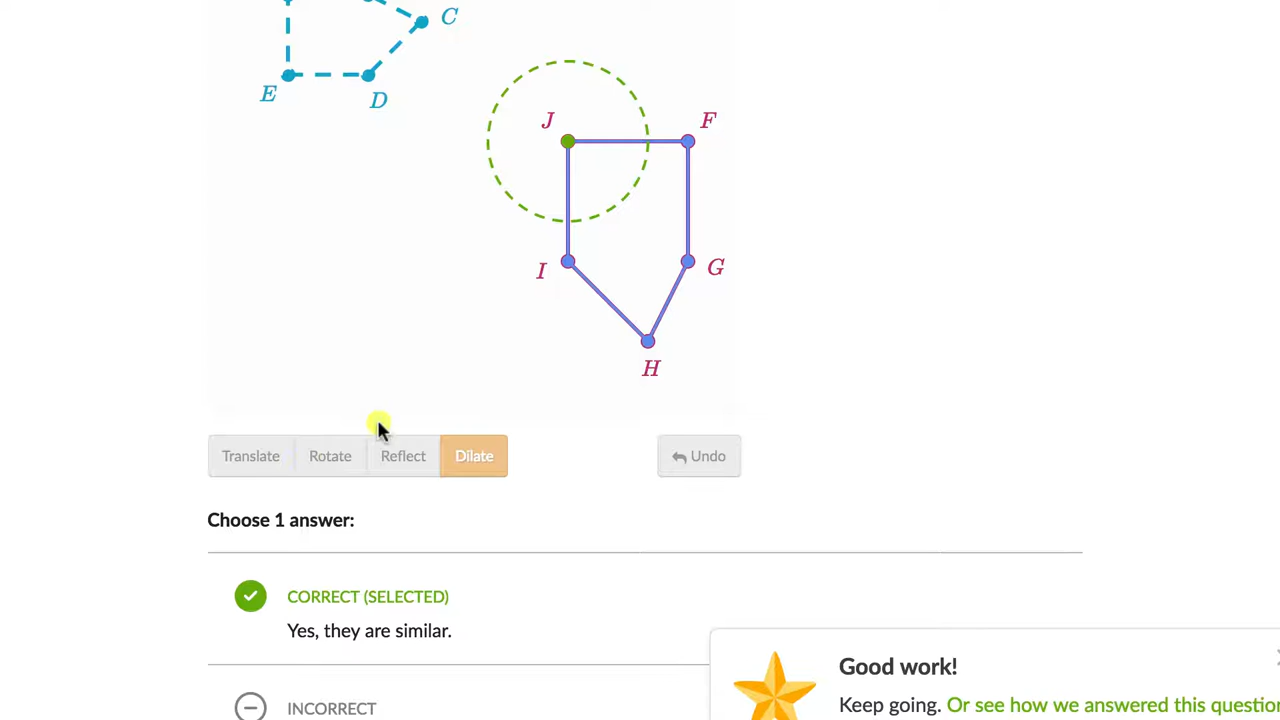 C
E
D
J
F
I
G
H
Translate Rotate Reflect Dilate Undo
Choose 1 answer:
CORRECT (SELECTED)
Yes, they are similar.
Good work!
Keep going. Or see how we answered this question
INCORRECT